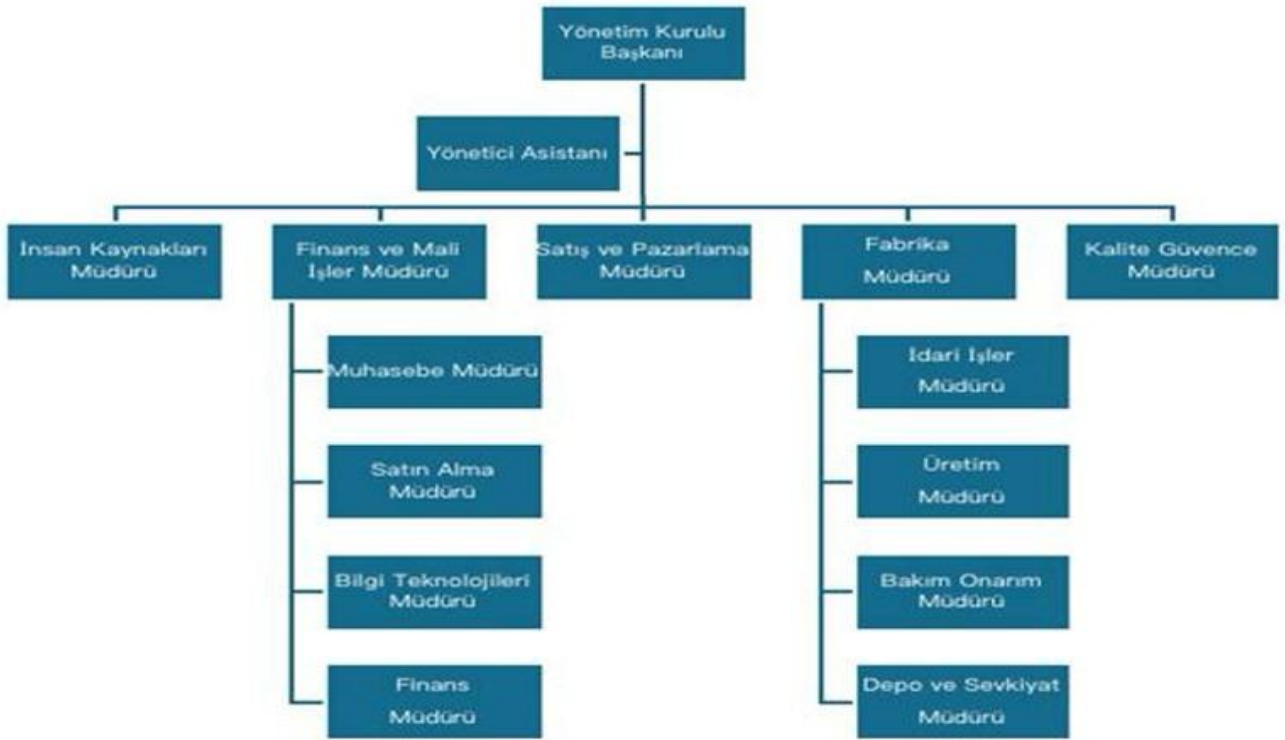 Yönetim Kurulu
Başkanı
Yönetici Asistanı
İnsan Kaynakları
Müdürü
Finans ve Mali
İşler Müdürü
Satış ve Pazarlama
Müdürü
Fabrika
Müdürü
Kalite Güvence
Müdürü
Muhasebe Müdürü
Satın Alma
Müdürü
Bilgi Teknolojileri
Müdürü
Finans
Müdürü
İdari İşler
Müdürü
Üretim
Müdürü
Bakım Onarım
Müdürü
Depo ve Sevkiyat
Müdürü